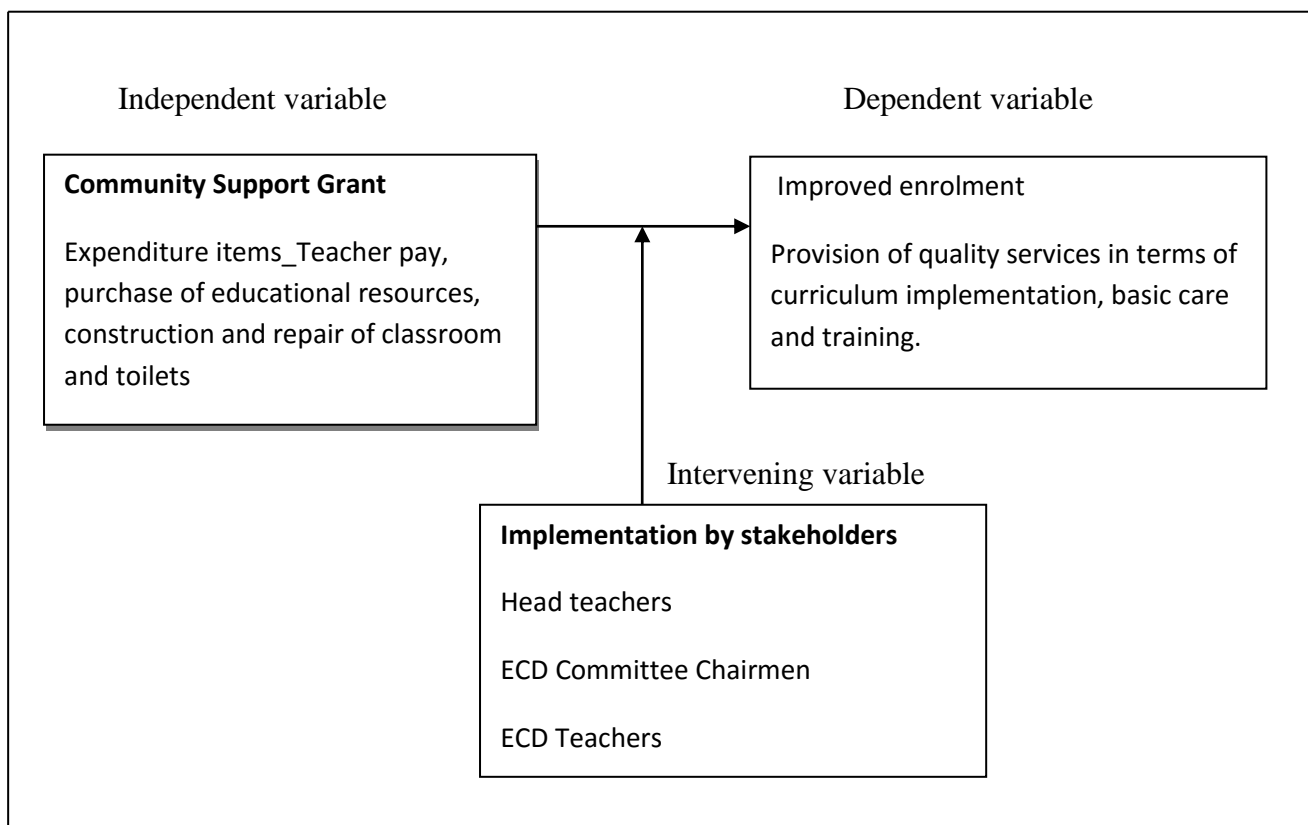 Independent variable
Dependent variable
Community Support Grant
Expenditure items_Teacher pay,
purchase of educational resources,
construction and repair of classroom
and toilets
Improved enrolment
Provision of quality services in terms of
curriculum implementation, basic care
and training.
Intervening variable
Implementation by stakeholders
Head teachers
ECD Committee Chairmen
ECD Teachers